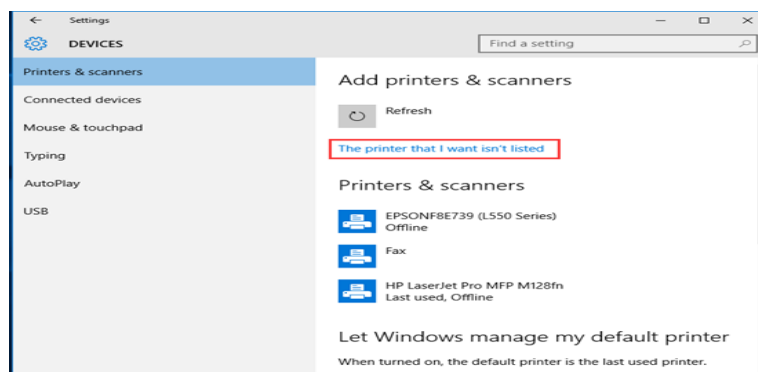 Settings
DEVICES
Find a setting
Printers & scanners
Connected devices
Mouse & touchpad
Typing
AutoPlay
USB
Add printers & scanners
Refresh
The printer that I want isn't listed
Printers & scanners
EPSONF8E739 (L550 Series)
Offline
Fax
HP LaserJet Pro MFP M128fn
Last used, Offline
Let Windows manage my default printer
When turned on, the default printer is the last used printer.